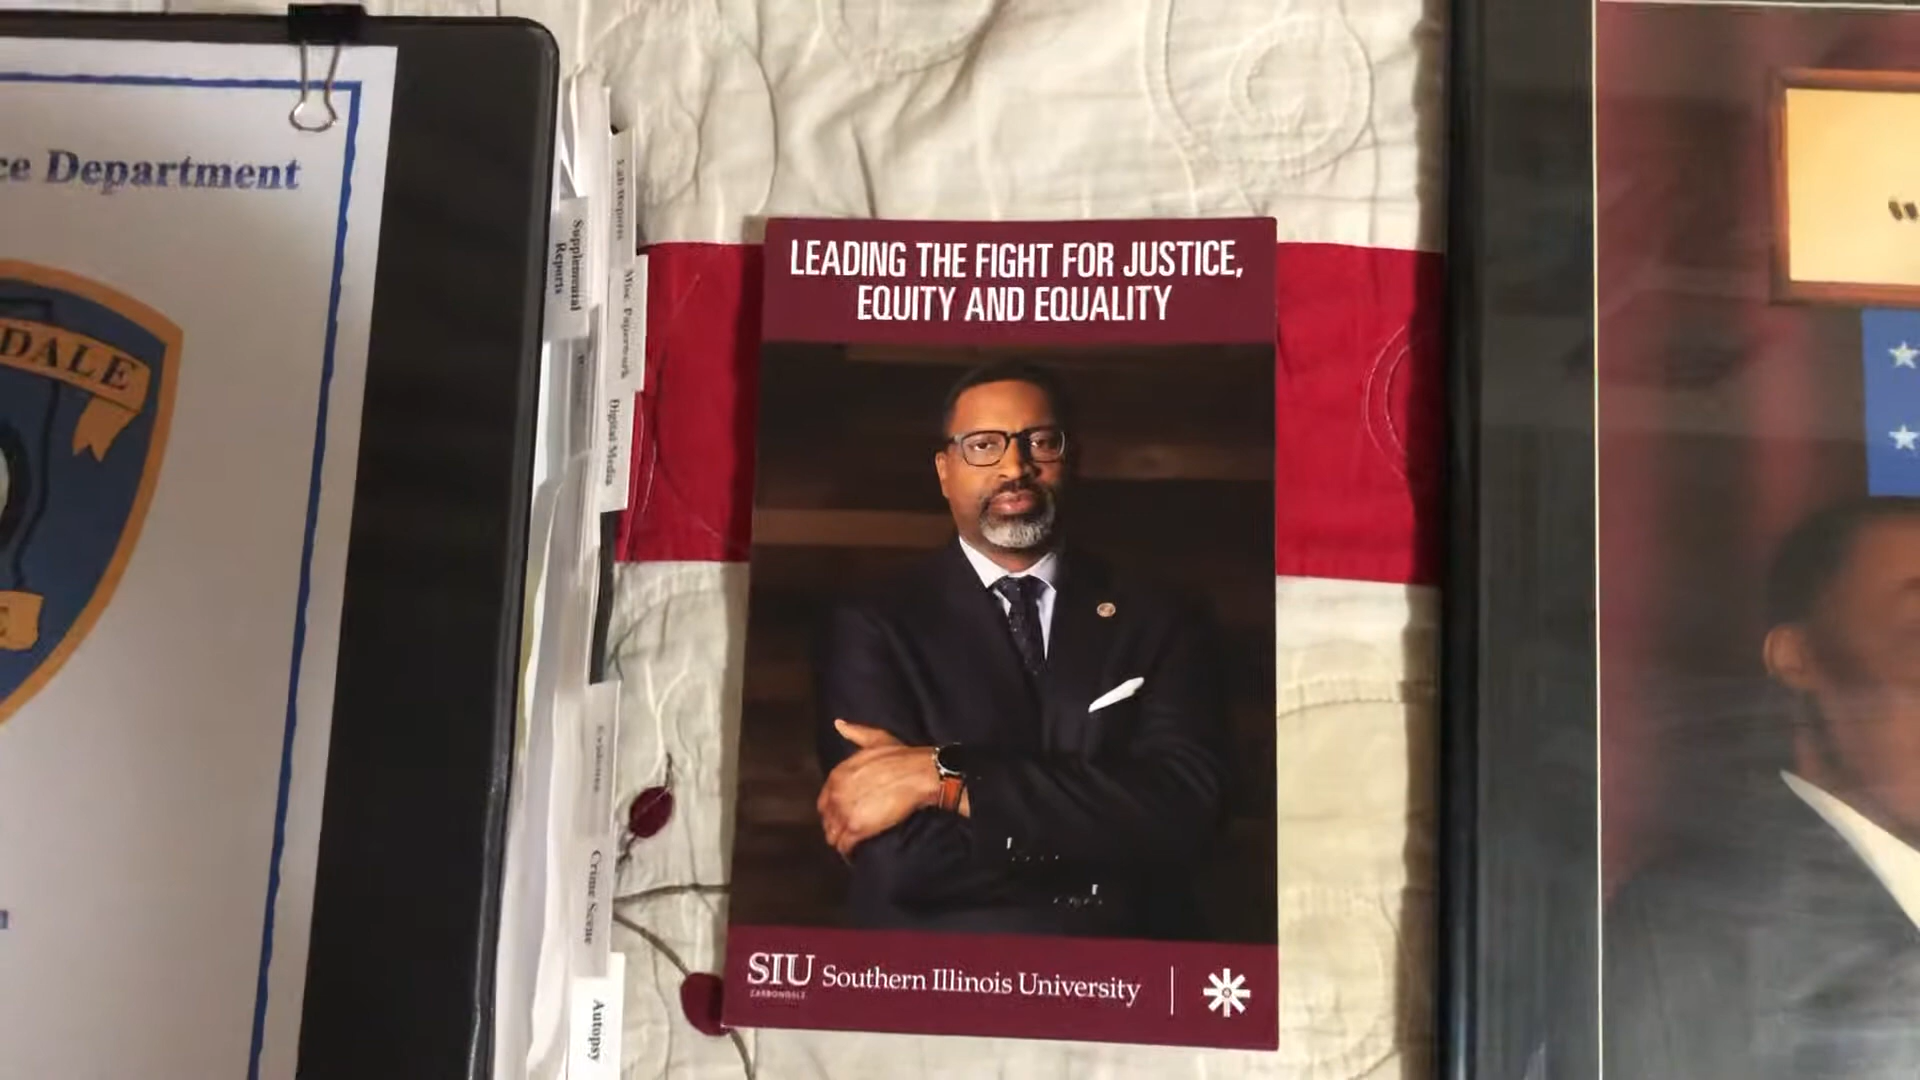 ce Department
DALE
E
Lab Reports
Supplemental
Reports
Misc. Paperwork
Digital Media
Evidence
Crime Scene
Autopsy
LEADING THE FIGHT FOR JUSTICE,
EQUITY AND EQUALITY
SIU Southern Illinois University
CARBONDALE